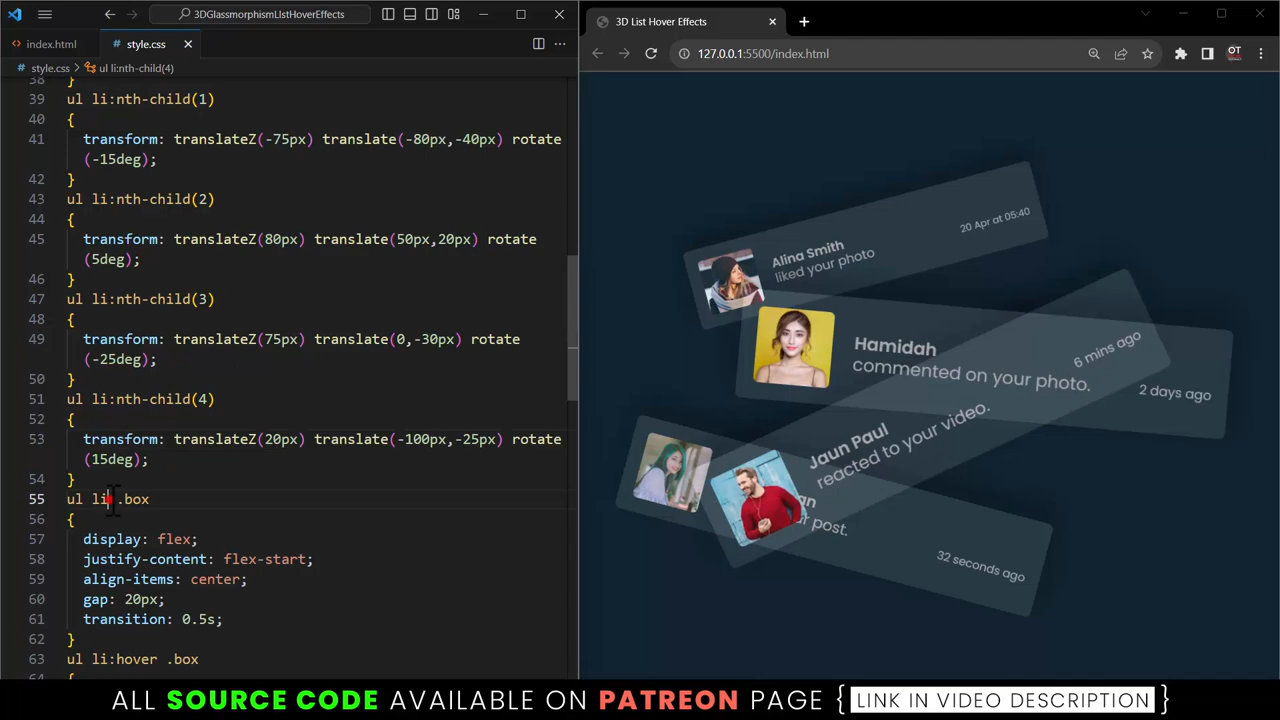 3DGlassmorphismLIstHoverEffects
index.html
style.css
style.css
ul li:nth-child(4)
38
}
39
ul li:nth-child(1)
40
{
41
transform: translateZ(-75px) translate(-80px,-40px) rotate
(-15deg);
42
}
43
ul li:nth-child(2)
44
{
45
transform: translateZ(80px) translate(50px,20px) rotate
(5deg);
46
}
47
ul li:nth-child(3)
48
{
49
transform: translateZ(75px) translate(0,-30px) rotate
(-25deg);
50
}
51
ul li:nth-child(4)
52
{
53
transform: translateZ(20px) translate(-100px,-25px) rotate
(15deg);
54
}
55
ul li .box
56
{
57
display: flex;
58
justify-content: flex-start;
59
align-items: center;
60
gap: 20px;
61
transition: 0.5s;
62
}
63
ul li:hover .box
64
{
3D List Hover Effects
127.0.0.1:5500/index.html
OT
Alina Smith
liked your photo
20 Apr at 05:40
Hamidah
commented on your photo.
2 days ago
6 mins ago
Jaun Paul
reacted to your video.
an
ur post.
32 seconds ago
ALL SOURCE CODE AVAILABLE ON PATREON PAGE { LINK IN VIDEO DESCRIPTION }